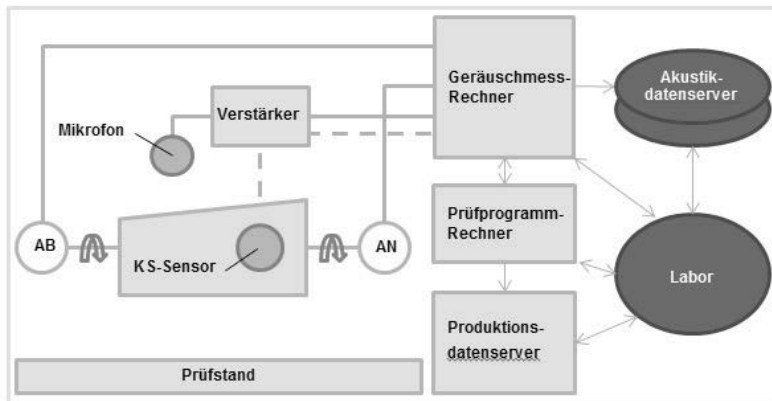 Geräuschmess-
Rechner
Akustik-
datenserver
Verstärker
Mikrofon
Prüfprogramm-
Rechner
AB
AN
KS-Sensor
Labor
Produktions-
datenserver
Prüfstand